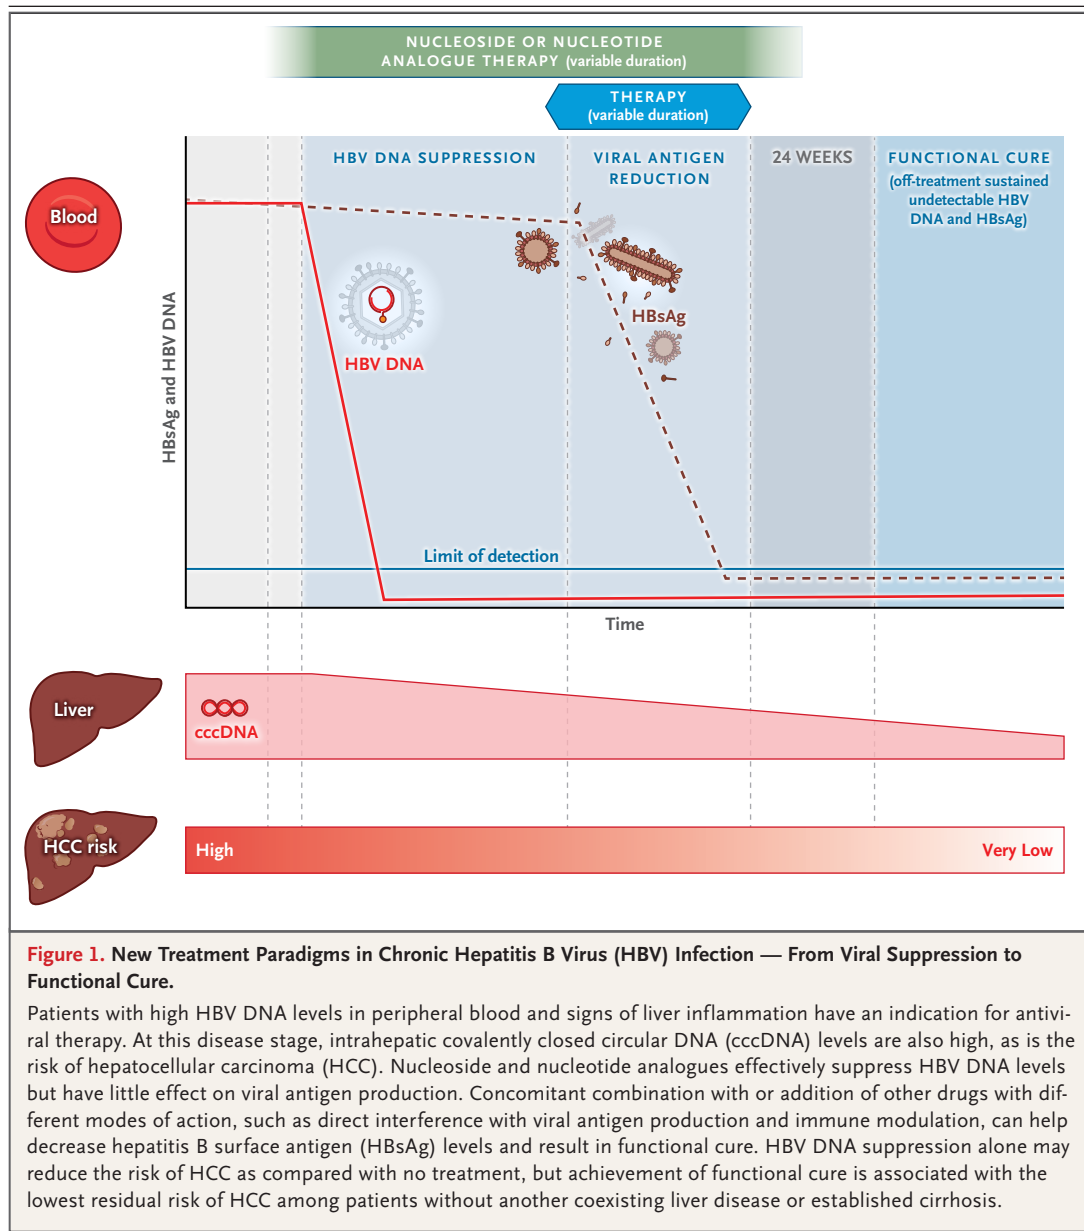 NUCLEOSIDE OR NUCLEOTIDE
ANALOGUE THERAPY (variable duration)
THERAPY
(variable duration)
HBV DNA SUPPRESSION
VIRAL ANTIGEN
REDUCTION
24 WEEKS
FUNCTIONAL CURE
(off-treatment sustained
undetectable HBV
DNA and HBsAg)
Blood
HBsAg and HBV DNA
HBV DNA
HBsAg
Limit of detection
Time
Liver
cccDNA
HCC risk
High
Very Low
Figure 1. New Treatment Paradigms in Chronic Hepatitis B Virus (HBV) Infection — From Viral Suppression to
Functional Cure.
Patients with high HBV DNA levels in peripheral blood and signs of liver inflammation have an indication for antivi-
ral therapy. At this disease stage, intrahepatic covalently closed circular DNA (cccDNA) levels are also high, as is the
risk of hepatocellular carcinoma (HCC). Nucleoside and nucleotide analogues effectively suppress HBV DNA levels
but have little effect on viral antigen production. Concomitant combination with or addition of other drugs with dif-
ferent modes of action, such as direct interference with viral antigen production and immune modulation, can help
decrease hepatitis B surface antigen (HBsAg) levels and result in functional cure. HBV DNA suppression alone may
reduce the risk of HCC as compared with no treatment, but achievement of functional cure is associated with the
lowest residual risk of HCC among patients without another coexisting liver disease or established cirrhosis.